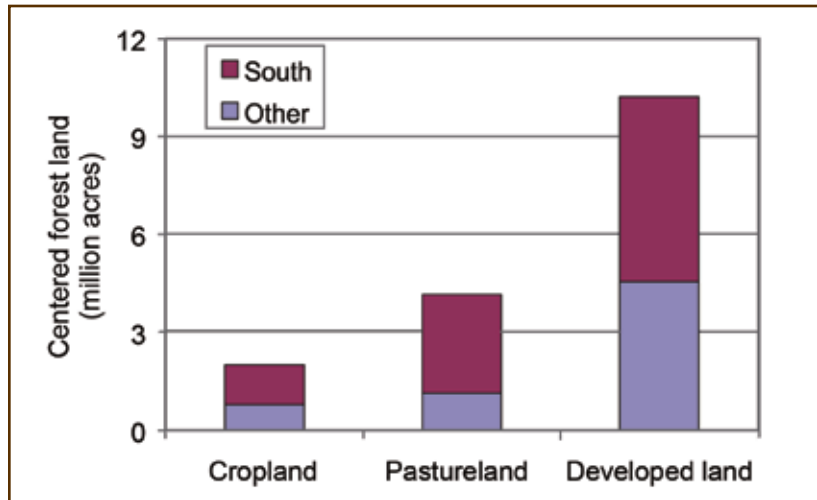 Centered forest land
(million acres)
12
9
6
3
0
South
Other
Cropland
Pastureland
Developed land